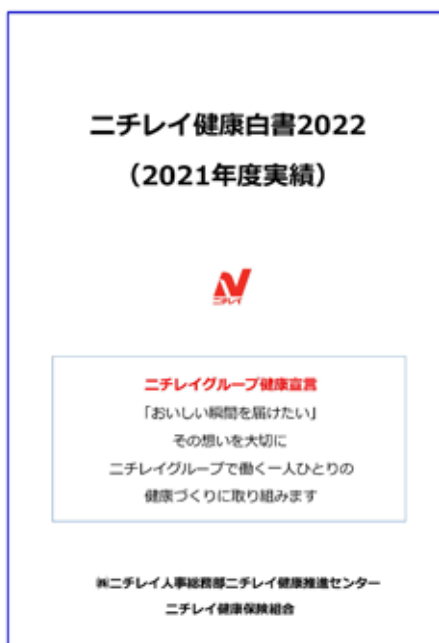 ニチレイ健康白書2022
（2021年度実績）
ニチレイ
ニチレイグループ健康宣言
「おいしい瞬間を届けたい」
その想いを大切に
ニチレイグループで働く一人ひとりの
健康づくりに取り組みます
㈱ニチレイ人事総務部ニチレイ健康推進センター
ニチレイ健康保険組合